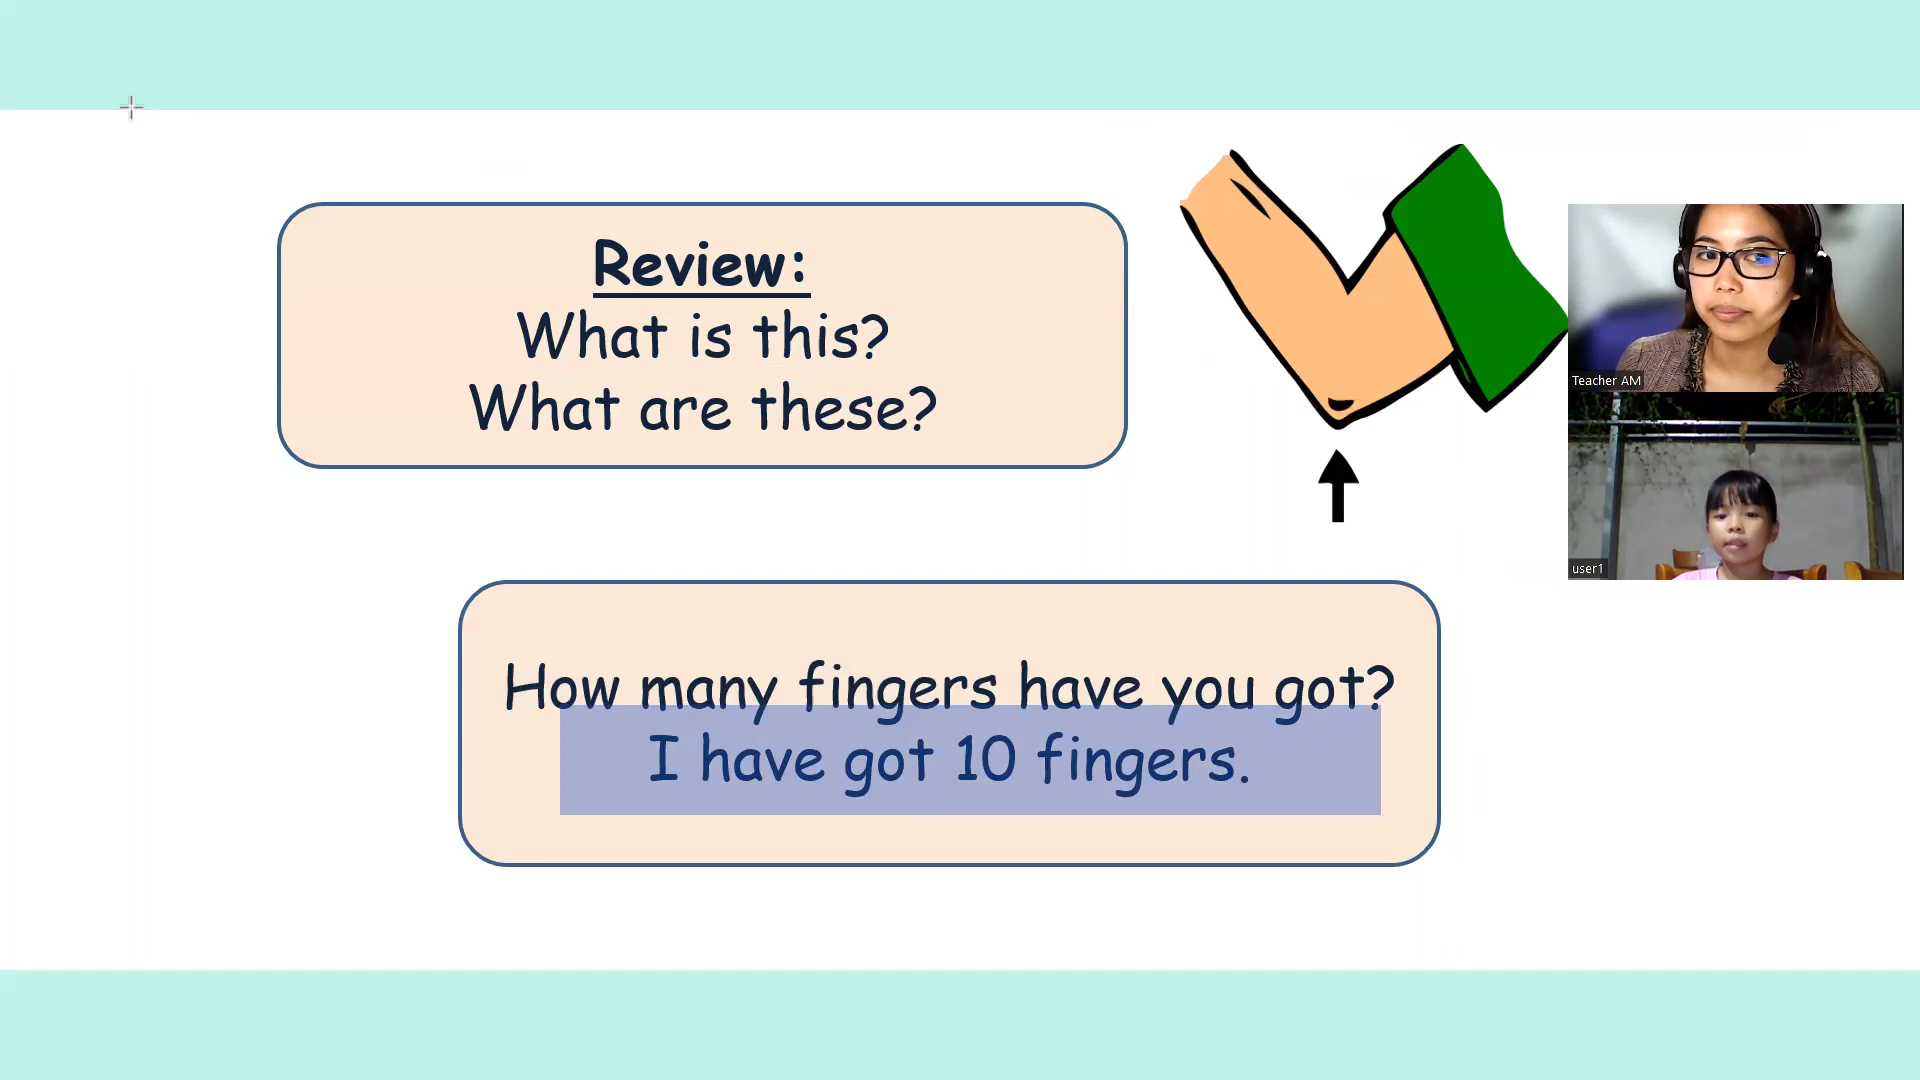 Review:
What is this?
What are these?
Teacher AM
user1
How many fingers have you got?
I have got 10 fingers.